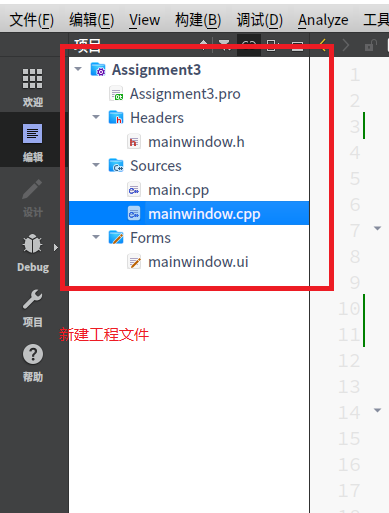 文件(F) 编辑(E) View 构建(B) 调试(D) Analyze 工具
项目
Assignment3
Assignment3.pro
Headers
mainwindow.h
Sources
main.cpp
mainwindow.cpp
Forms
mainwindow.ui
欢迎
编辑
设计
Debug
项目
帮助
新建工程文件
1
2
3
4
5
6
7
8
9
10
11
12
13
14
15
16
17